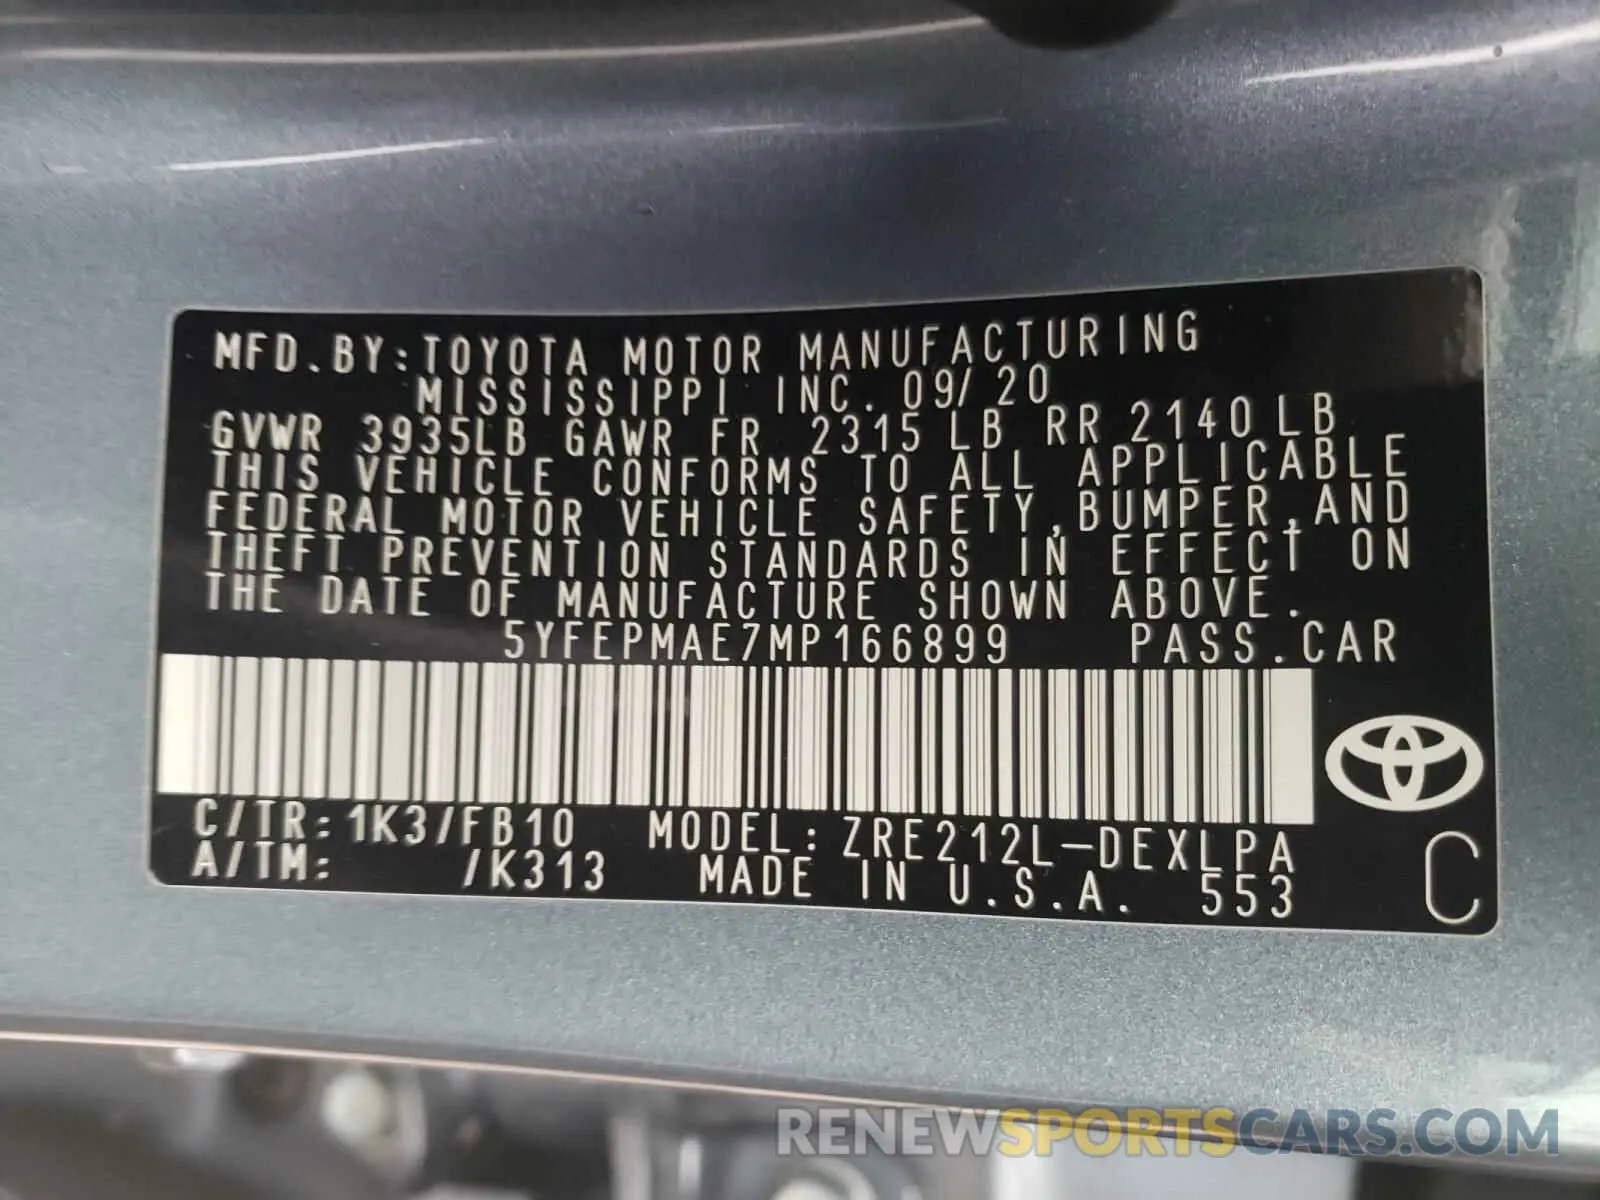 MFD.BY:TOYOTA MOTOR MANUFACTURING
MISSISSIPPI INC. 09/20
GVWR 3935LB GAWR FR 2315 LB RR 2140 LB
THIS VEHICLE CONFORMS TO ALL APPLICABLE
FEDERAL MOTOR VEHICLE SAFETY,BUMPER,AND
THEFT PREVENTION STANDARDS IN EFFECT ON
THE DATE OF MANUFACTURE SHOWN ABOVE.
5YFEPMAE7MP166899 PASS.CAR
C/TR:1K3/FB10 MODEL:ZRE212L-DEXLPA
A/TM: /K313 MADE IN U.S.A. 553
C
RENEWSPORTSCARS.COM